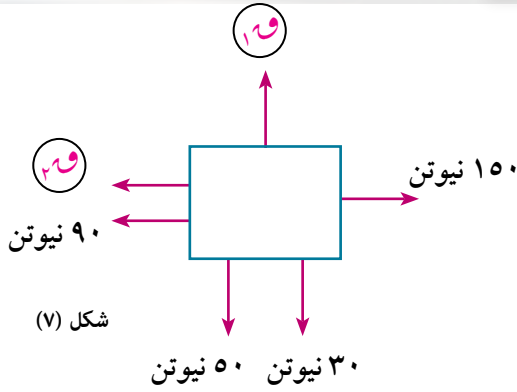 ق١
ق٢
١٥٠ نيوتن
٩٠ نيوتن
شكل (٧)
٥٠ نيوتن ٣٠ نيوتن